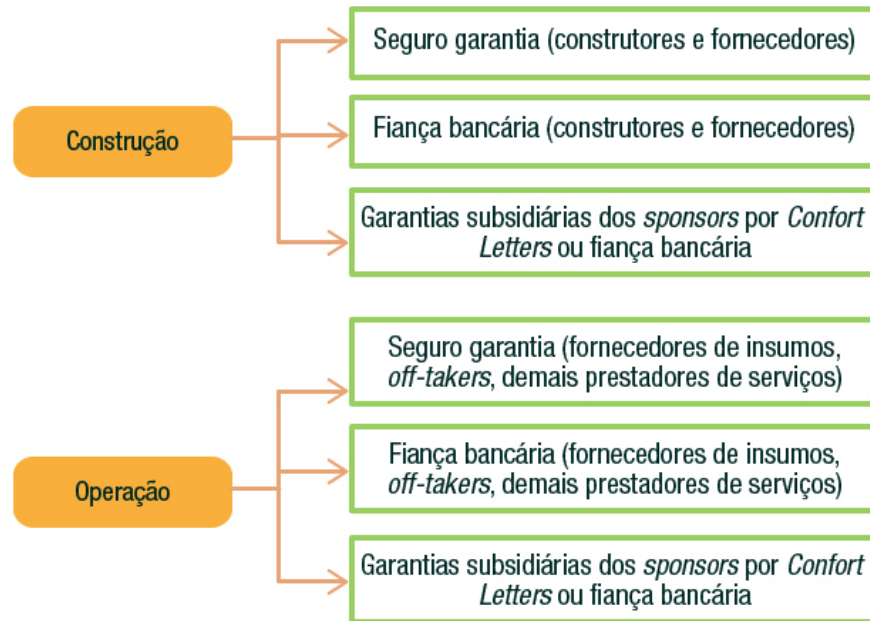 Construção
Seguro garantia (construtores e fornecedores)
Fiança bancária (construtores e fornecedores)
Garantias subsidiárias dos sponsors por Confort
Letters ou fiança bancária
Operação
Seguro garantia (fornecedores de insumos,
off-takers, demais prestadores de serviços)
Fiança bancária (fornecedores de insumos,
off-takers, demais prestadores de serviços)
Garantias subsidiárias dos sponsors por Confort
Letters ou fiança bancária